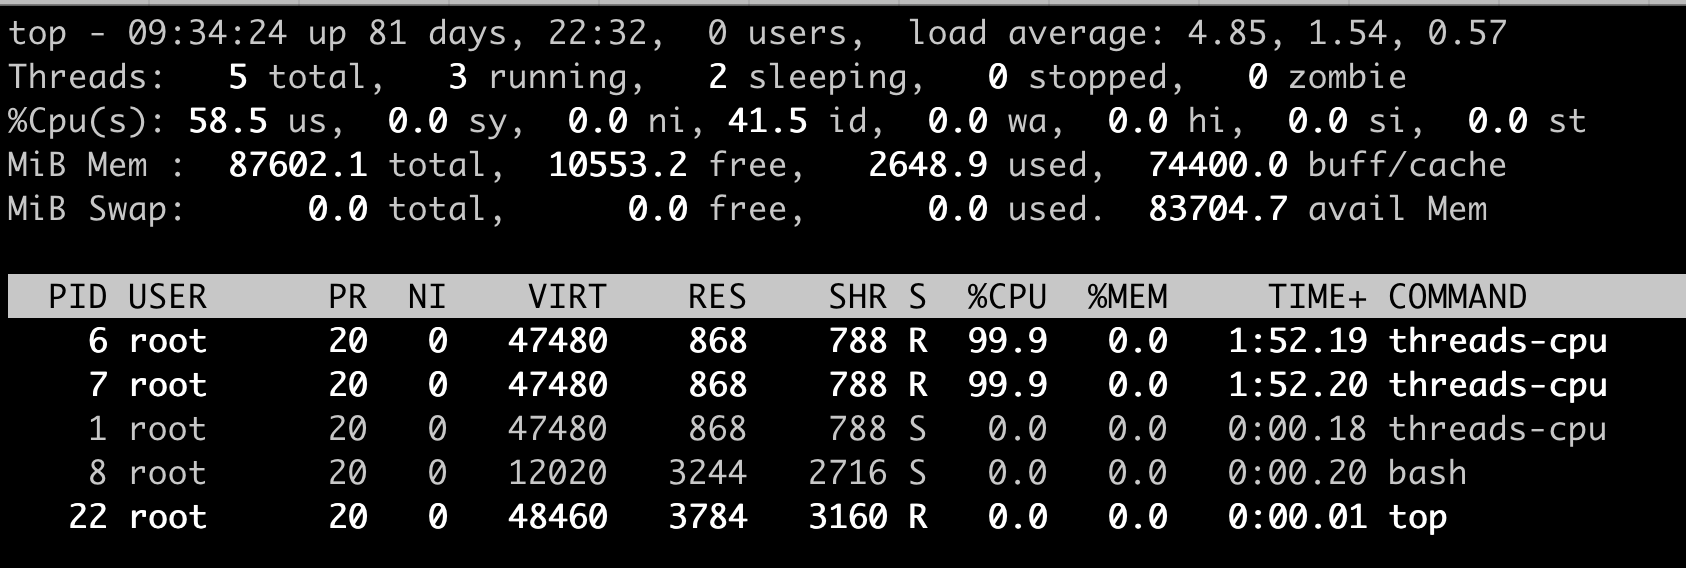 top - 09:34:24 up 81 days, 22:32,  0 users,  load average: 4.85, 1.54, 0.57
Threads:   5 total,   3 running,   2 sleeping,   0 stopped,   0 zombie
%Cpu(s): 58.5 us,  0.0 sy,  0.0 ni, 41.5 id,  0.0 wa,  0.0 hi,  0.0 si,  0.0 st
MiB Mem :  87602.1 total,  10553.2 free,   2648.9 used,  74400.0 buff/cache
MiB Swap:      0.0 total,      0.0 free,      0.0 used.  83704.7 avail Mem
  PID USER      PR  NI    VIRT    RES    SHR S  %CPU  %MEM     TIME+ COMMAND
    6 root      20   0   47480    868    788 R  99.9   0.0   1:52.19 threads-cpu
    7 root      20   0   47480    868    788 R  99.9   0.0   1:52.20 threads-cpu
    1 root      20   0   47480    868    788 S   0.0   0.0   0:00.18 threads-cpu
    8 root      20   0   12020   3244   2716 S   0.0   0.0   0:00.20 bash
   22 root      20   0   48460   3784   3160 R   0.0   0.0   0:00.01 top